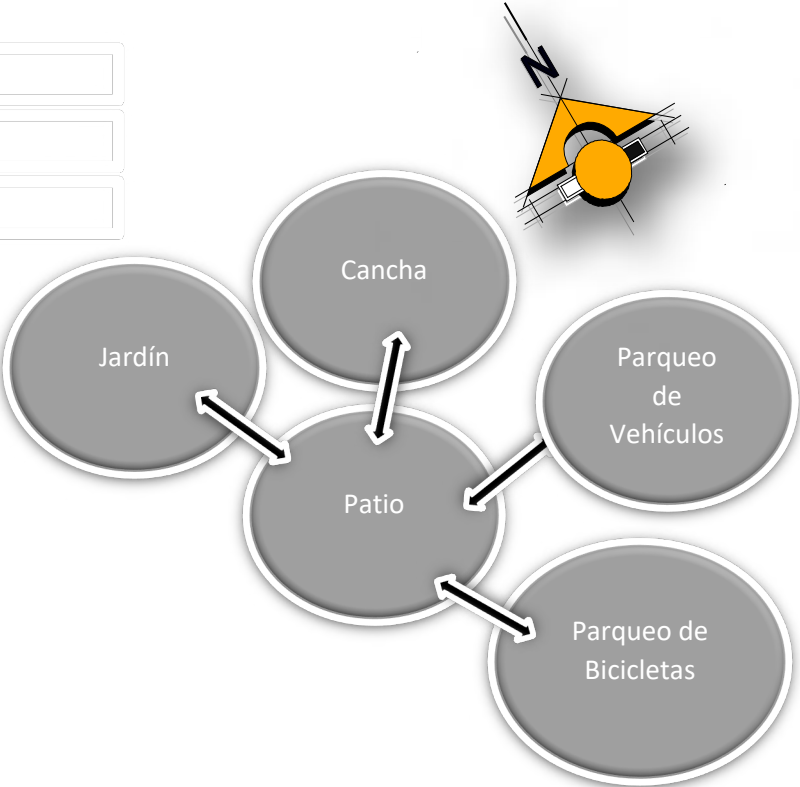 N
Cancha
Jardín
Parqueo
de
Vehículos
Patio
Parqueo de
Bicicletas